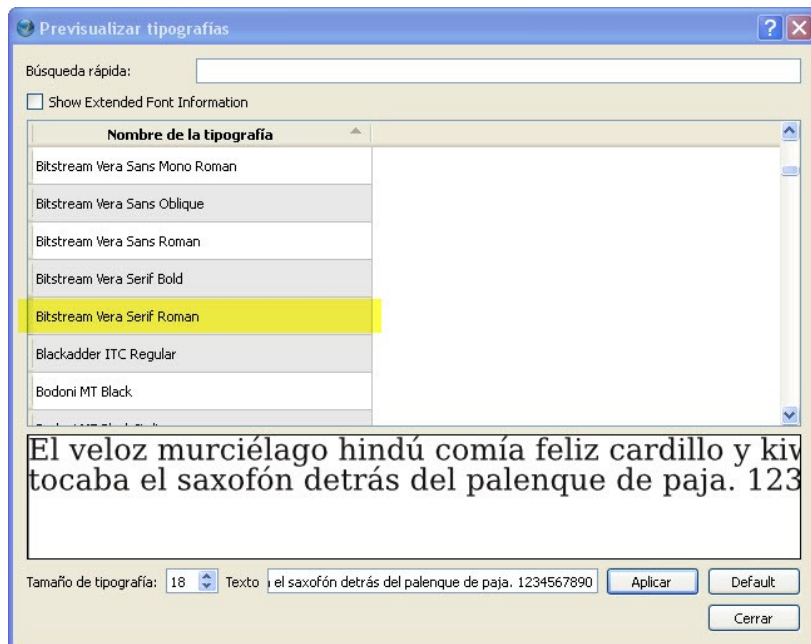 Previsualizar tipografías
Búsqueda rápida:
Show Extended Font Information
Nombre de la tipografía
Bitstream Vera Sans Mono Roman
Bitstream Vera Sans Oblique
Bitstream Vera Sans Roman
Bitstream Vera Serif Bold
Bitstream Vera Serif Roman
Blackadder ITC Regular
Bodoni MT Black
El veloz murciélago hindú comía feliz cardillo y
tocaba el saxofón detrás del palenque de paja. 123
Tamaño de tipografía: 18 Texto el saxofón detrás del palenque de paja. 1234567890 Aplicar Default
Cerrar